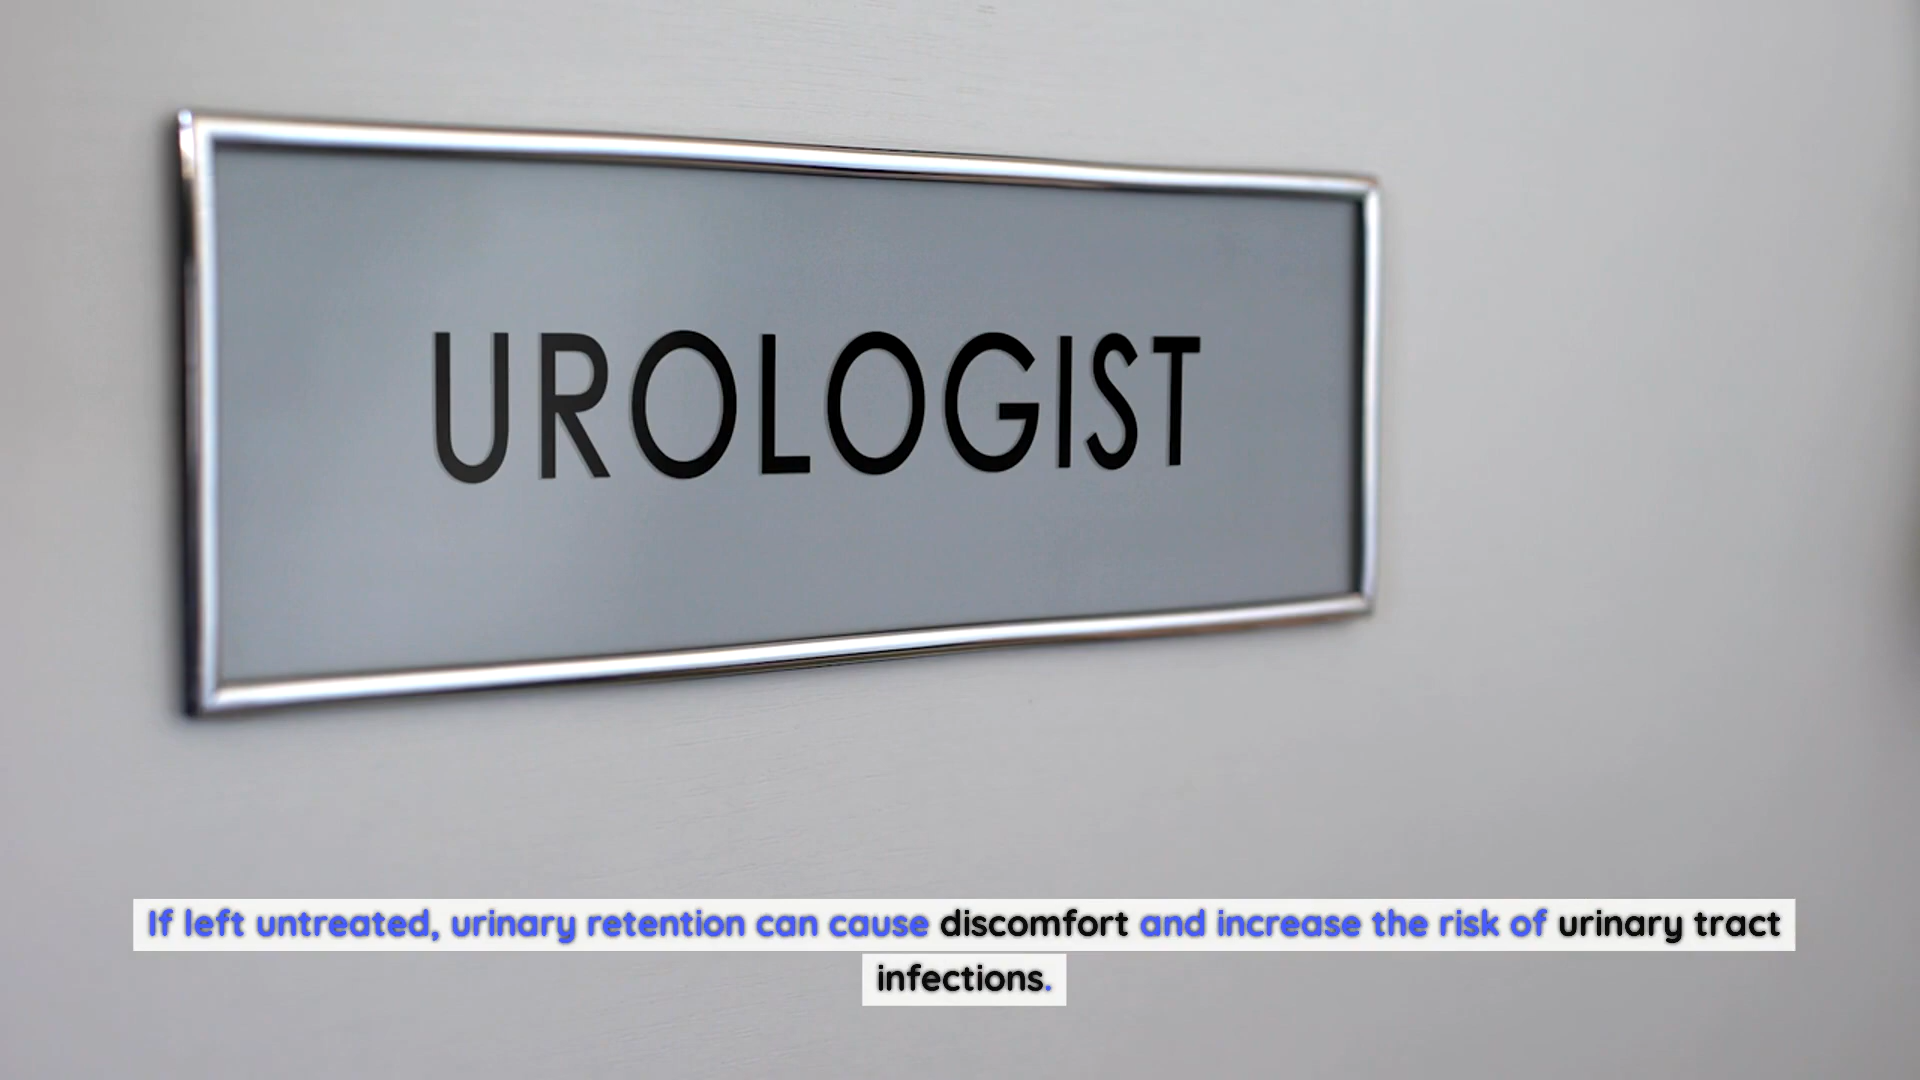 UROLOGIST
If left untreated, urinary retention can cause discomfort and increase the risk of urinary tract
infections.